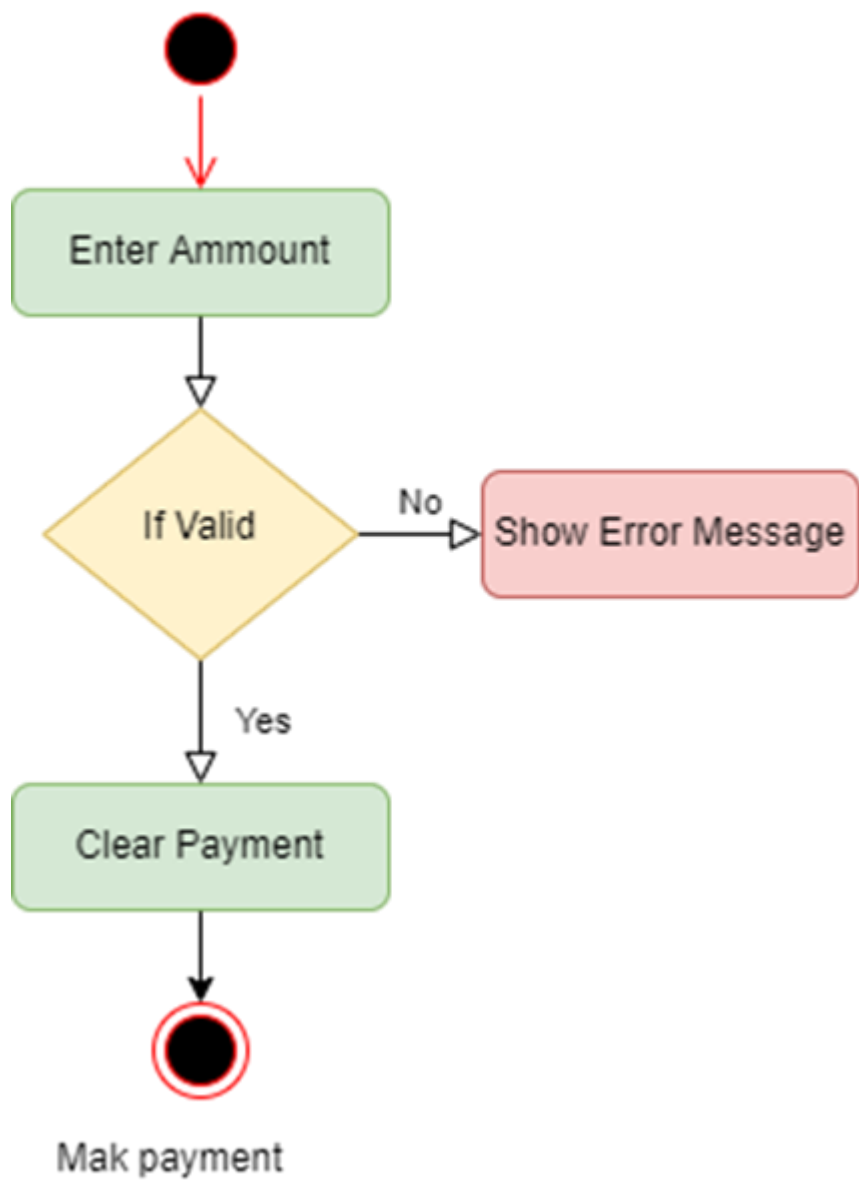 Enter Ammount
If Valid
No
Show Error Message
Yes
Clear Payment
Mak payment